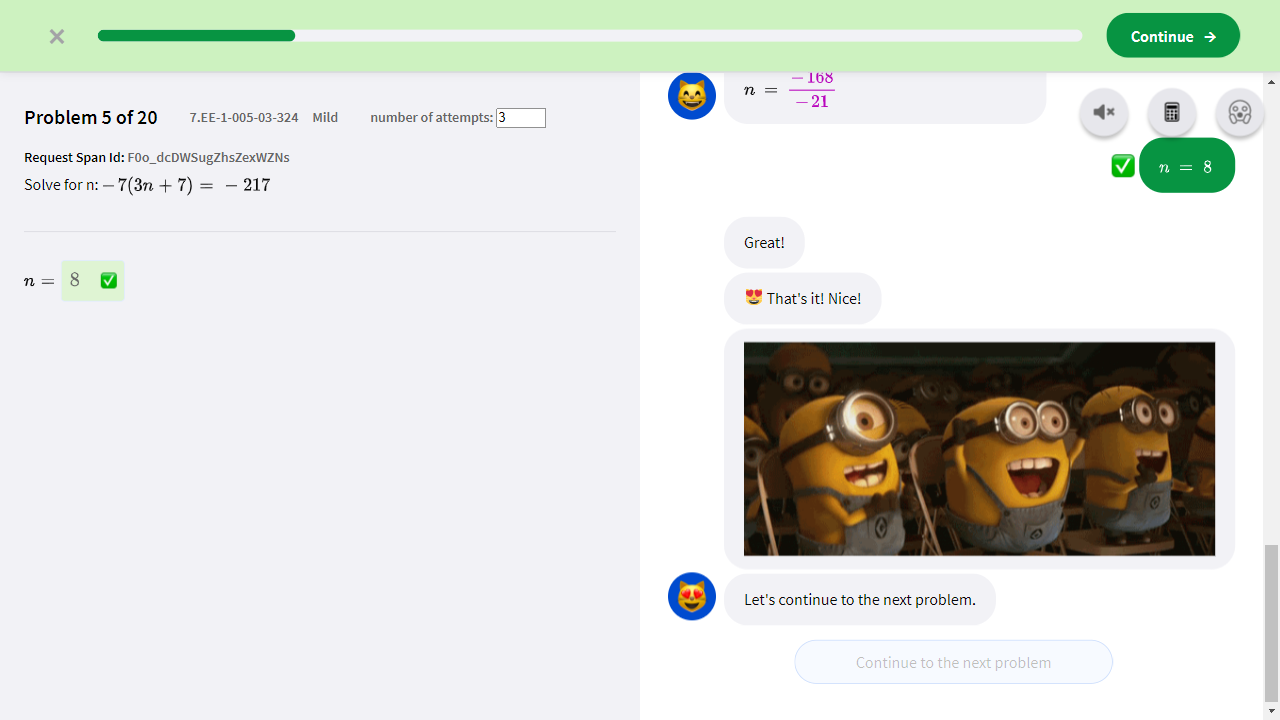 Continue →
Problem 5 of 20 7.EE-1-005-03-324 Mild number of attempts: 3
Request Span Id: F0o_dcDWSugZhsZexWZNs
Solve for n: −7(3n + 7) = −217
n = 8
n = −168 / −21
n = 8
Great!
That's it! Nice!
Let's continue to the next problem.
Continue to the next problem